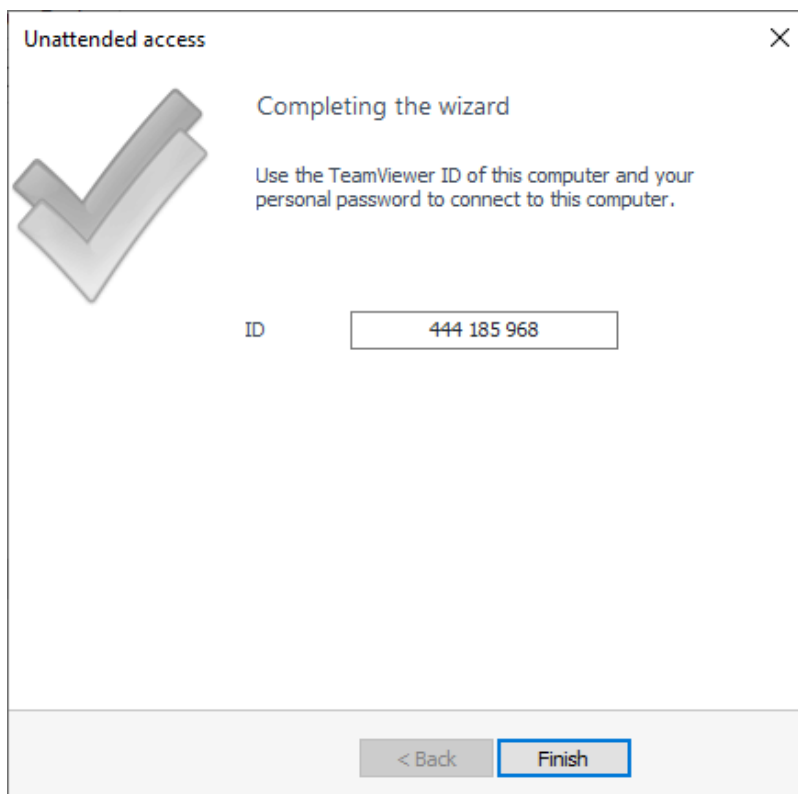 Unattended access
Completing the wizard
Use the TeamViewer ID of this computer and your
personal password to connect to this computer.
ID 444 185 968
< Back Finish